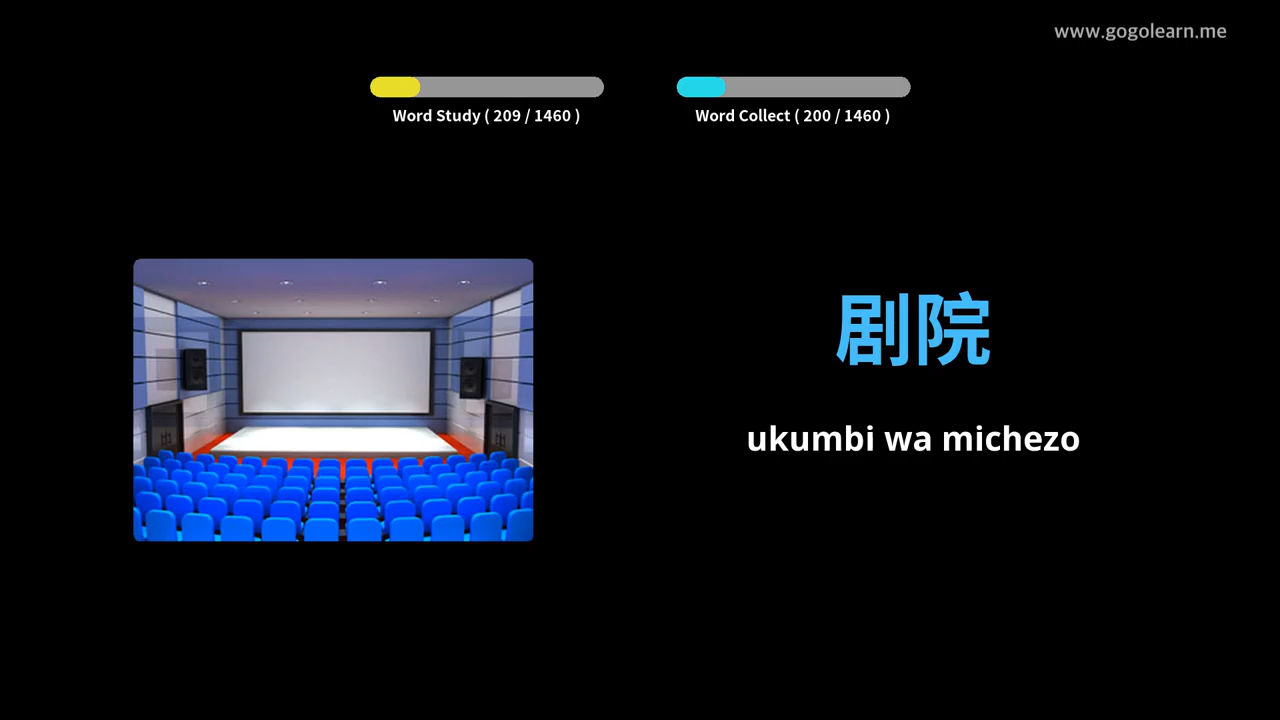 www.gogolearn.me
Word Study ( 209 / 1460 )
Word Collect ( 200 / 1460 )
剧院
ukumbi wa michezo